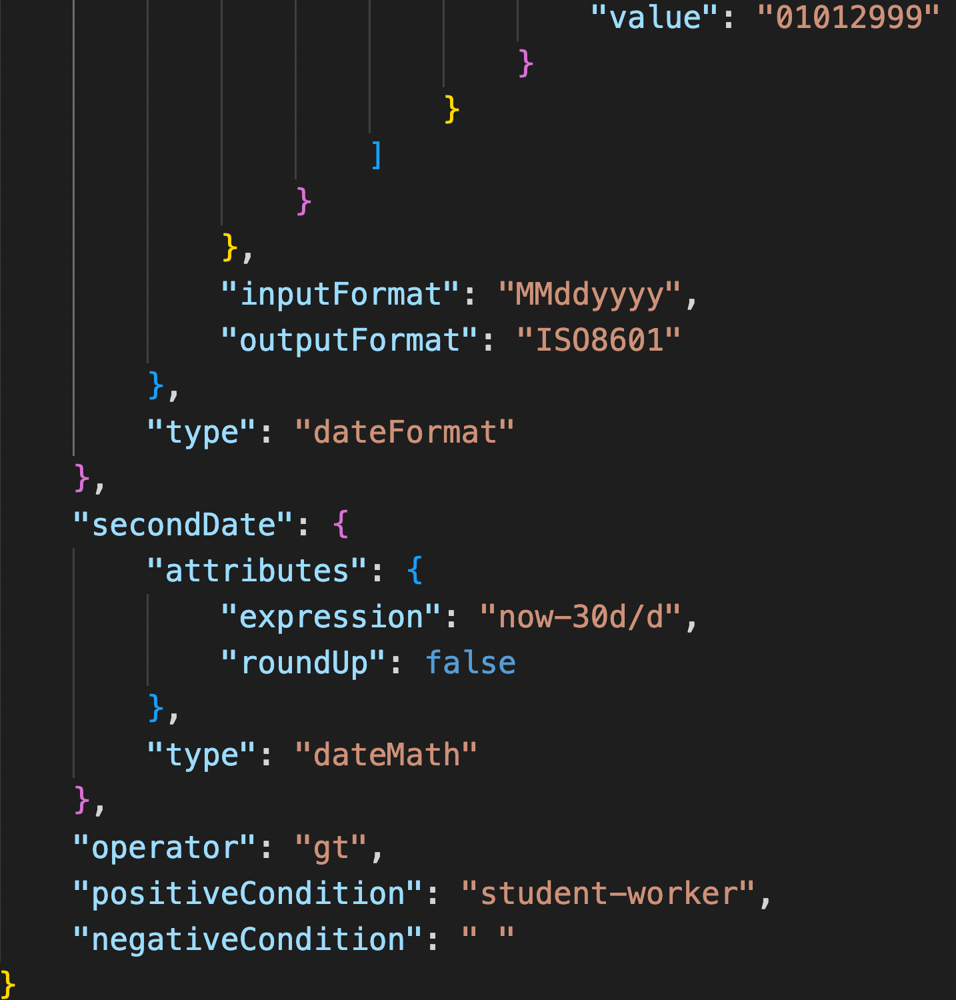 "value": "01012999"
}
}
]
}
},
"inputFormat": "MMddyyyy",
"outputFormat": "ISO8601"
},
"type": "dateFormat"
},
"secondDate": {
"attributes": {
"expression": "now-30d/d",
"roundUp": false
},
"type": "dateMath"
},
"operator": "gt",
"positiveCondition": "student-worker",
"negativeCondition": " "
}